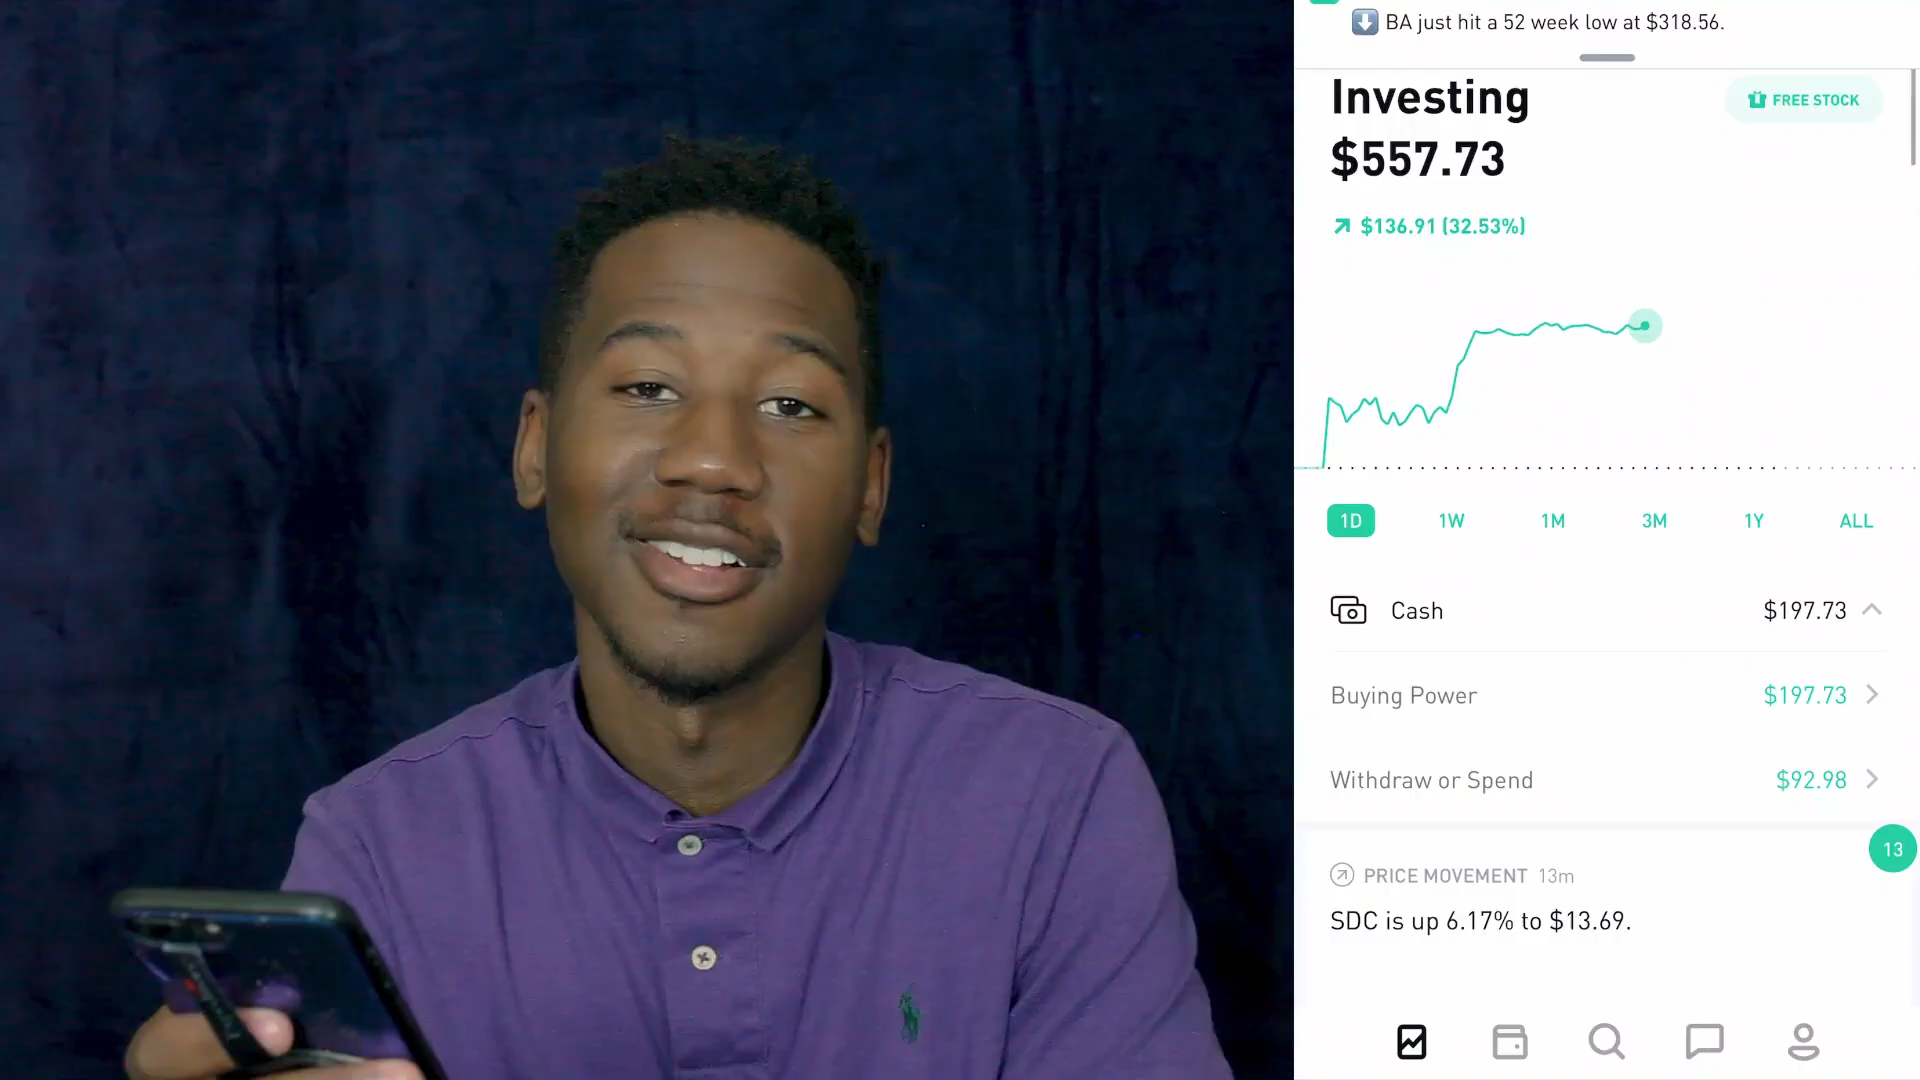 BA just hit a 52 week low at $318.56.
Investing
FREE STOCK
$557.73
$136.91 (32.53%)
1D 1W 1M 3M 1Y ALL
Cash $197.73
Buying Power $197.73
Withdraw or Spend $92.98
13
PRICE MOVEMENT 13m
SDC is up 6.17% to $13.69.